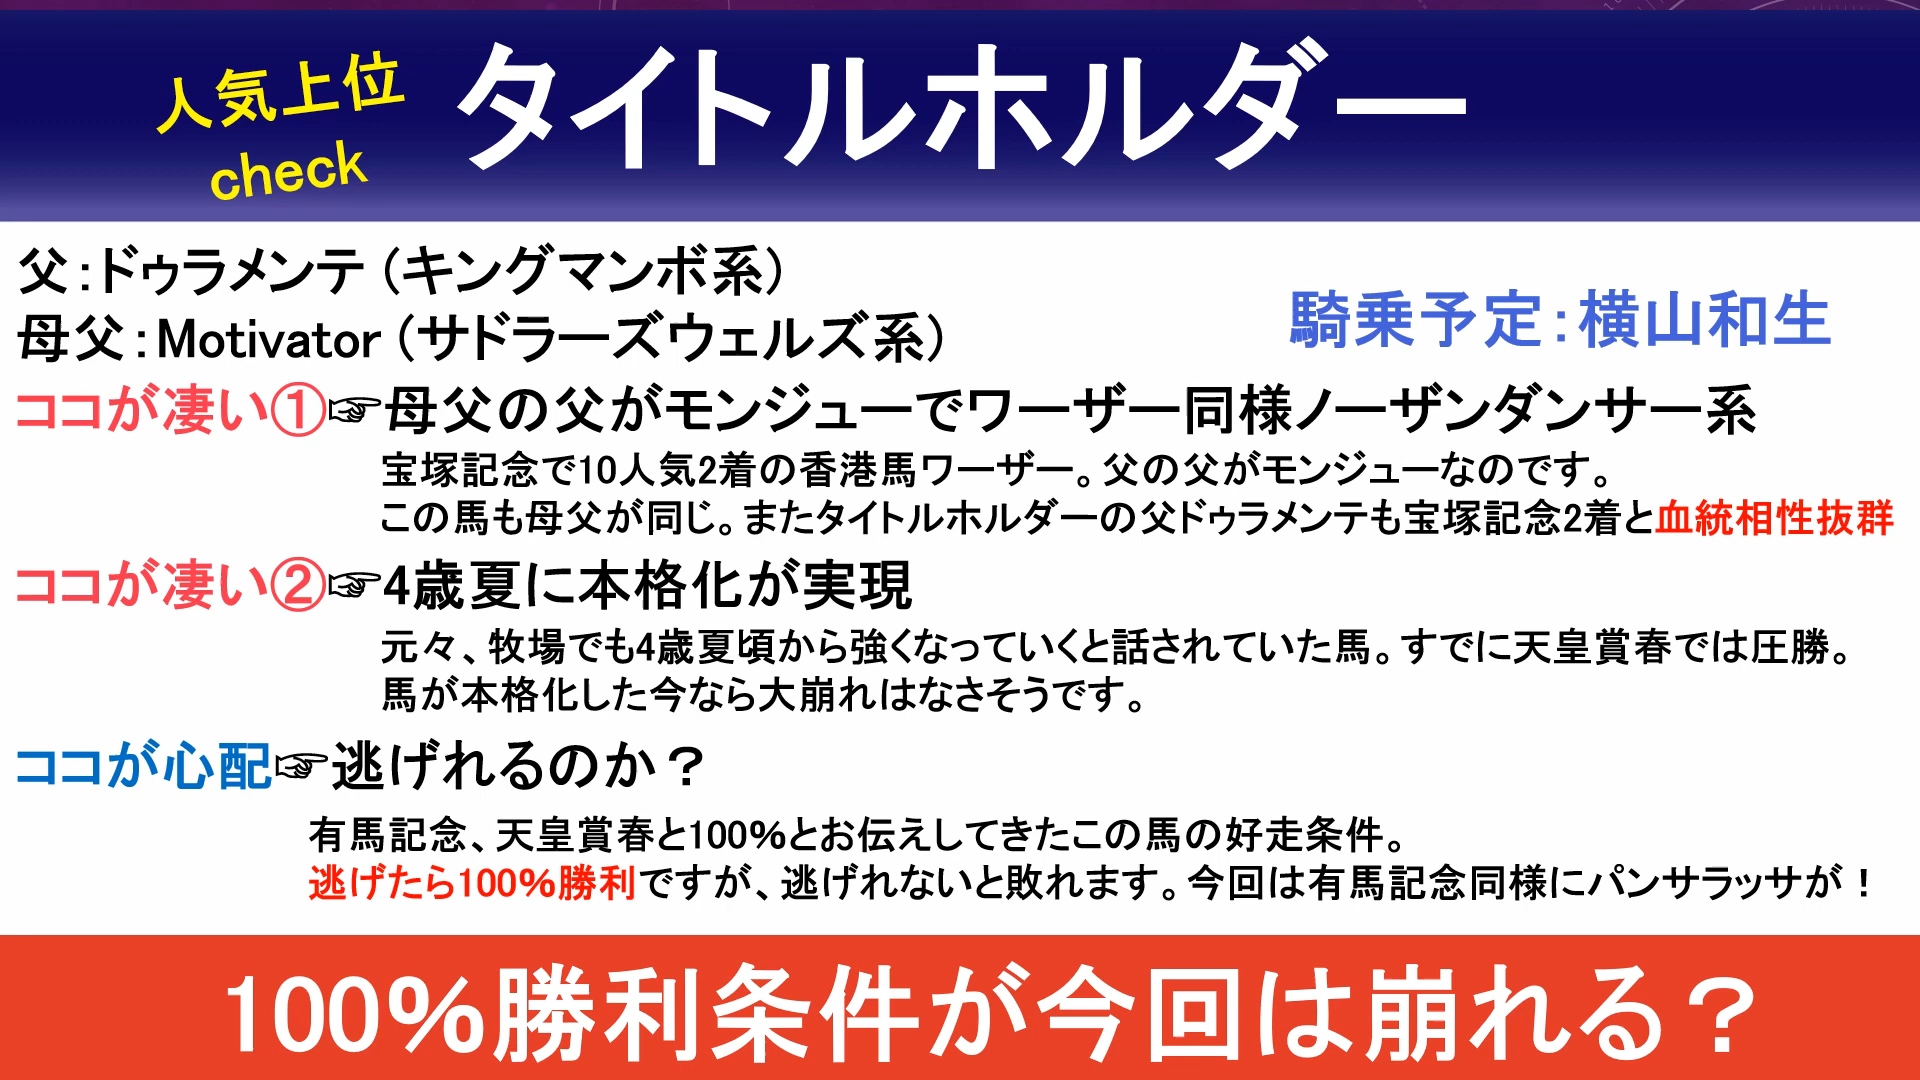 人気上位
check
タイトルホルダー
父：ドゥラメンテ（キングマンボ系）
母父：Motivator（サドラーズウェルズ系）
騎乗予定：横山和生
ココが凄い①☞母父の父がモンジューでワーザー同様ノーザンダンサー系
宝塚記念で10人気2着の香港馬ワーザー。父の父がモンジューなのです。
この馬も母父が同じ。またタイトルホルダーの父ドゥラメンテも宝塚記念2着と血統相性抜群
ココが凄い②☞4歳夏に本格化が実現
元々、牧場でも4歳夏頃から強くなっていくと話されていた馬。すでに天皇賞春では圧勝。
馬が本格化した今なら大崩れはなさそうです。
ココが心配☞逃げれるのか？
有馬記念、天皇賞春と100％とお伝えしてきたこの馬の好走条件。
逃げたら100％勝利ですが、逃げれないと敗れます。今回は有馬記念同様にパンサラッサが！
100％勝利条件が今回は崩れる？